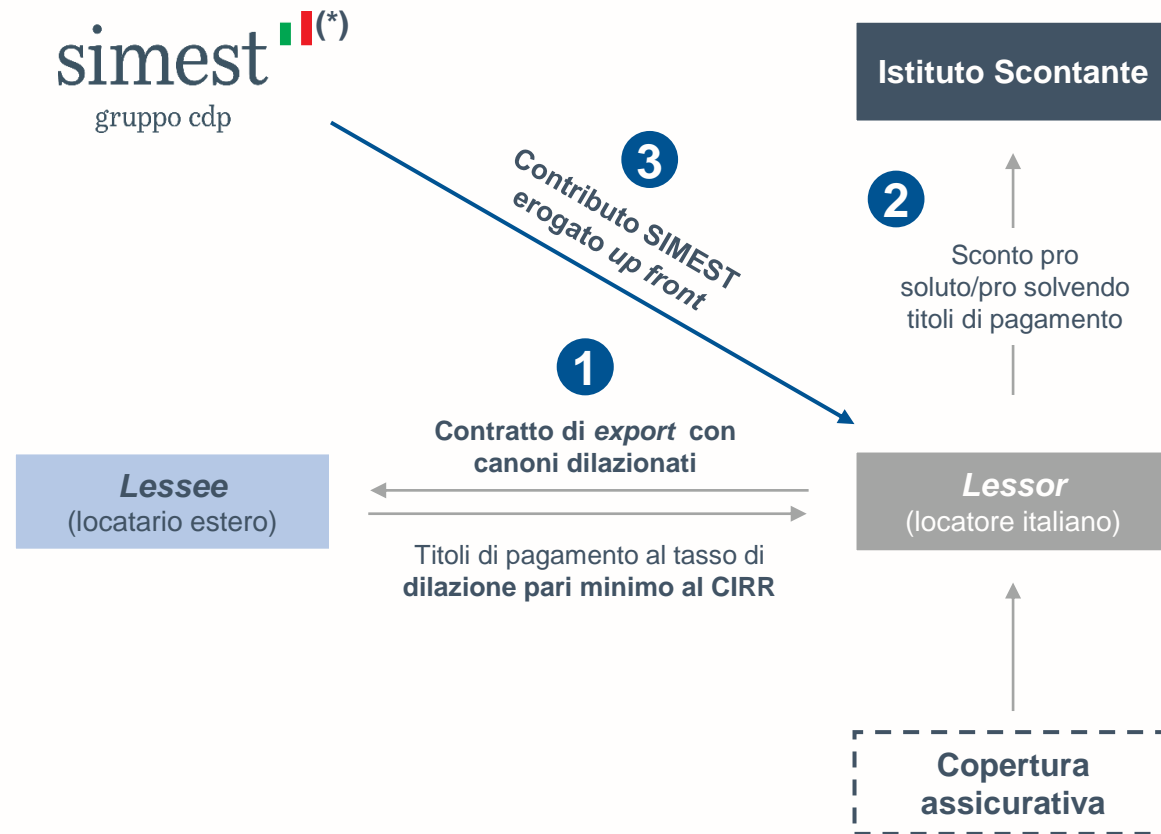 simest (*)
gruppo cdp
Istituto Scontante
3
Contributo SIMEST
erogato up front
2
Sconto pro
soluto/pro solvendo
titoli di pagamento
1
Contratto di export con
canoni dilazionati
Lessee
(locatario estero)
Lessor
(locatore italiano)
Titoli di pagamento al tasso di
dilazione pari minimo al CIRR
Copertura
assicurativa